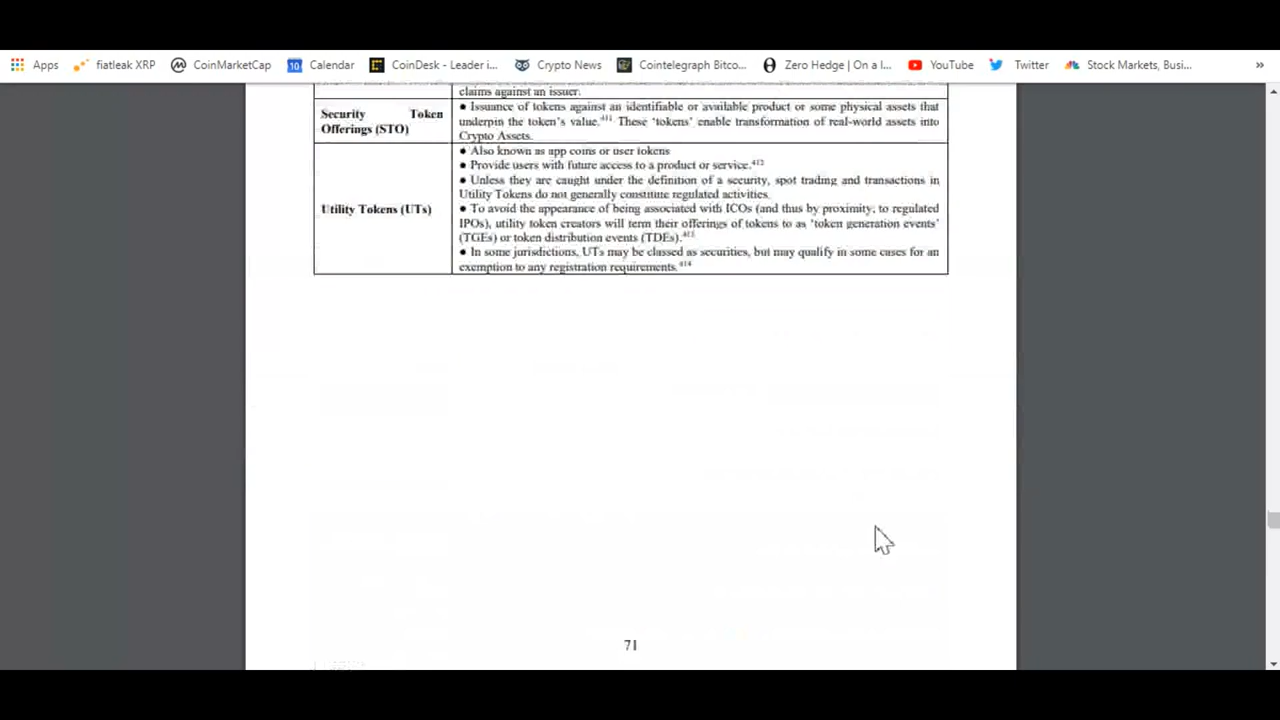 Apps fiatleak XRP CoinMarketCap Calendar CoinDesk - Leader i... Crypto News Cointelegraph Bitco... Zero Hedge | On a l... YouTube Twitter Stock Markets, Busi... »
claims against an issuer.
Security Token Offerings (STO)
● Issuance of tokens against an identifiable or available product or some physical assets that
underpin the token's value.411 These 'tokens' enable transformation of real-world assets into
Crypto Assets.
Utility Tokens (UTs)
● Also known as app coins or user tokens
● Provide users with future access to a product or service.412
● Unless they are caught under the definition of a security, spot trading and transactions in
Utility Tokens do not generally constitute regulated activities.
● To avoid the appearance of being associated with ICOs (and thus by proximity, to regulated
IPOs), utility token creators will term their offerings of tokens to as 'token generation events'
(TGEs) or token distribution events (TDEs).413
● In some jurisdictions, UTs may be classed as securities, but may qualify in some cases for an
exemption to any registration requirements.414
71